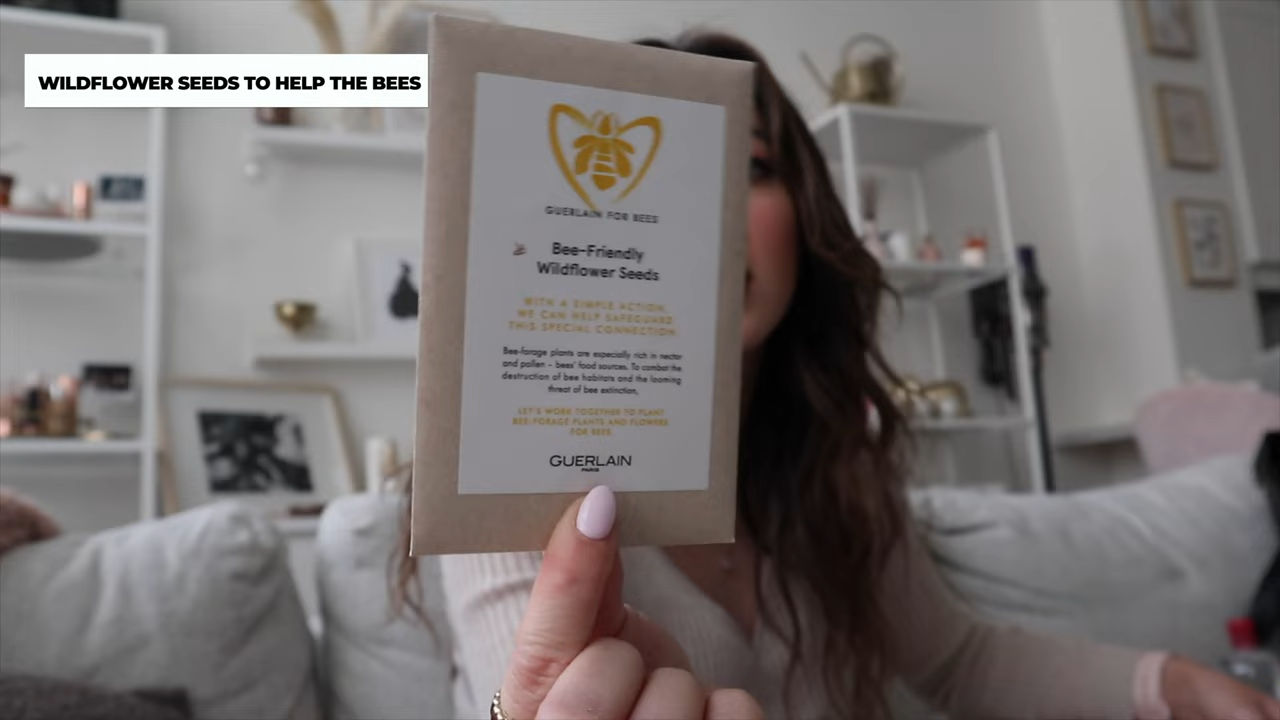 WILDFLOWER SEEDS TO HELP THE BEES
GUERLAIN FOR BEES
Bee-Friendly
Wildflower Seeds
WITH A SIMPLE ACTION,
WE CAN HELP SAFEGUARD
THIS SPECIAL CONNECTION.
Bee-forage plants are especially rich in nectar
and pollen – bees' food sources. To combat the
destruction of bee habitats and the looming
threat of bee extinction,
LET'S WORK TOGETHER TO PLANT
BEE-FORAGE PLANTS AND FLOWERS
FOR BEES.
GUERLAIN
PARIS